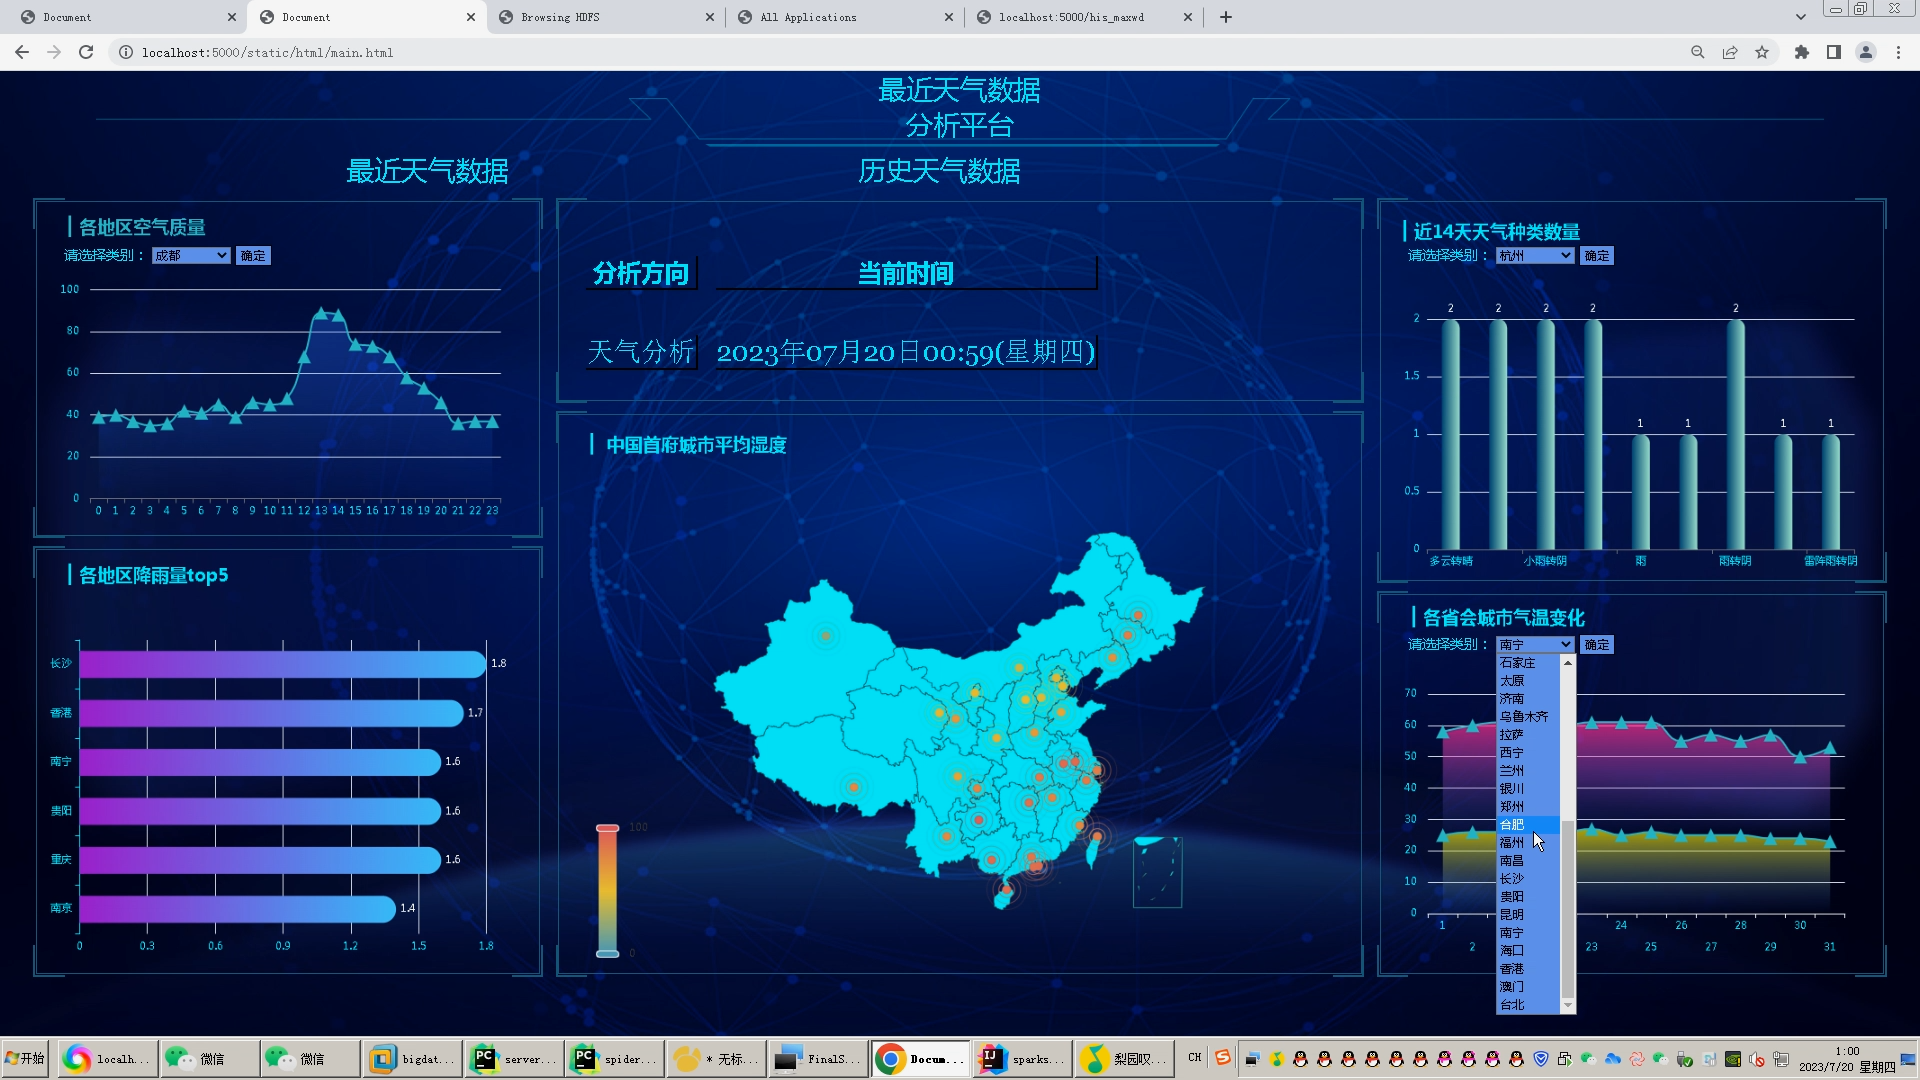 Document
Document
Browsing HDFS
All Applications
localhost:5000/his_maxwd
localhost:5000/static/html/main.html
最近天气数据
分析平台
最近天气数据
历史天气数据
各地区空气质量
请选择类别： 成都 确定
100
80
60
40
20
0
0 1 2 3 4 5 6 7 8 9 10 11 12 13 14 15 16 17 18 19 20 21 22 23
各地区降雨量top5
长沙 1.8
香港 1.7
南宁 1.6
贵阳 1.6
重庆 1.6
南京 1.4
0 0.3 0.6 0.9 1.2 1.5 1.8
分析方向 当前时间
天气分析 2023年07月20日00:59(星期四)
中国首府城市平均湿度
100
0
近14天天气种类数量
请选择类别： 杭州 确定
2 2 2 2 1 1 2 1 1
2
1.5
1
0.5
0
多云转晴 小雨转阴 雨 雨转阴 雷阵雨转阴
各省会城市气温变化
请选择类别： 南宁 确定
石家庄
太原
济南
乌鲁木齐
拉萨
西宁
兰州
银川
郑州
合肥
福州
南昌
长沙
贵阳
昆明
南宁
海口
香港
澳门
台北
70
60
50
40
30
20
10
0
1 24 26 28 30
2 23 25 27 29 31
开始
localh...
微信
微信
bigdat...
server...
spider...
* 无标...
FinalS...
Docum...
sparks...
梨园叹...
CH
1:00
2023/7/20 星期四